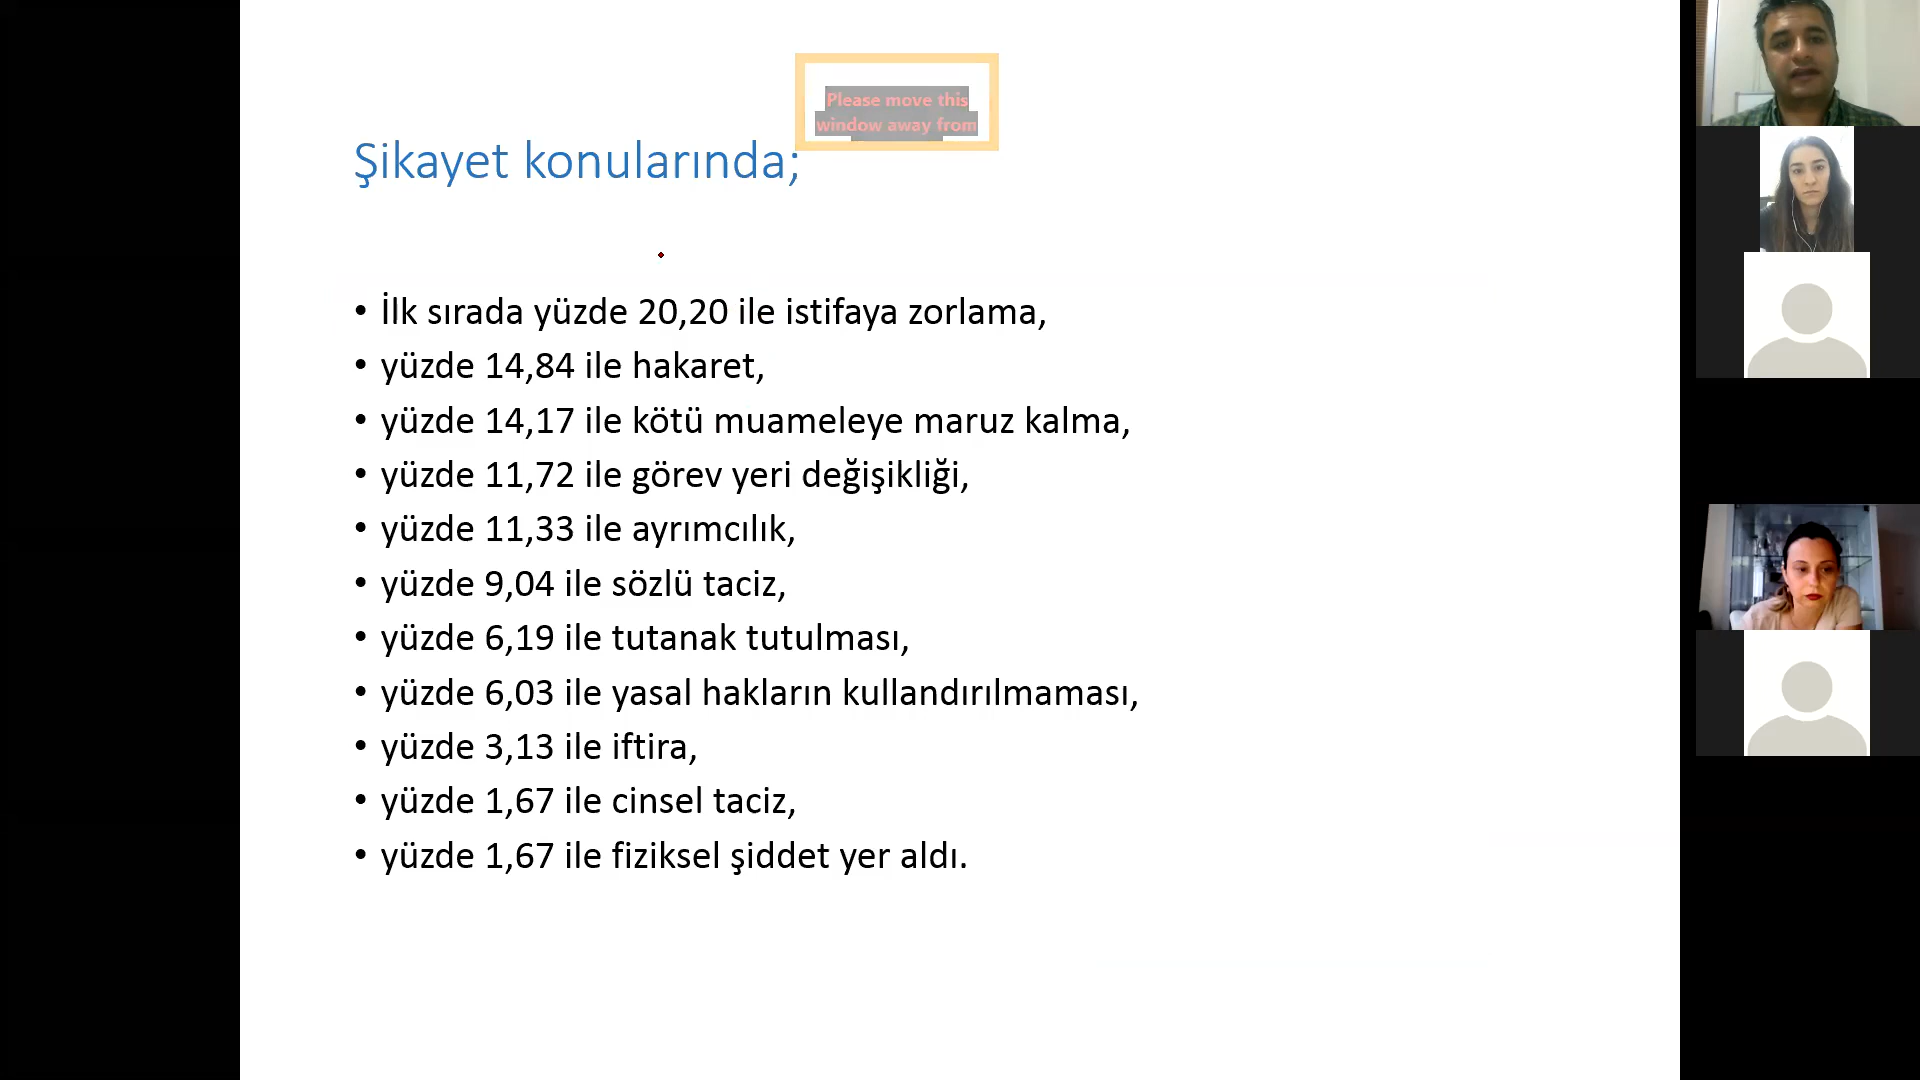 Please move this
window away from
Şikayet konularında;
• İlk sırada yüzde 20,20 ile istifaya zorlama,
• yüzde 14,84 ile hakaret,
• yüzde 14,17 ile kötü muameleye maruz kalma,
• yüzde 11,72 ile görev yeri değişikliği,
• yüzde 11,33 ile ayrımcılık,
• yüzde 9,04 ile sözlü taciz,
• yüzde 6,19 ile tutanak tutulması,
• yüzde 6,03 ile yasal hakların kullandırılmaması,
• yüzde 3,13 ile iftira,
• yüzde 1,67 ile cinsel taciz,
• yüzde 1,67 ile fiziksel şiddet yer aldı.